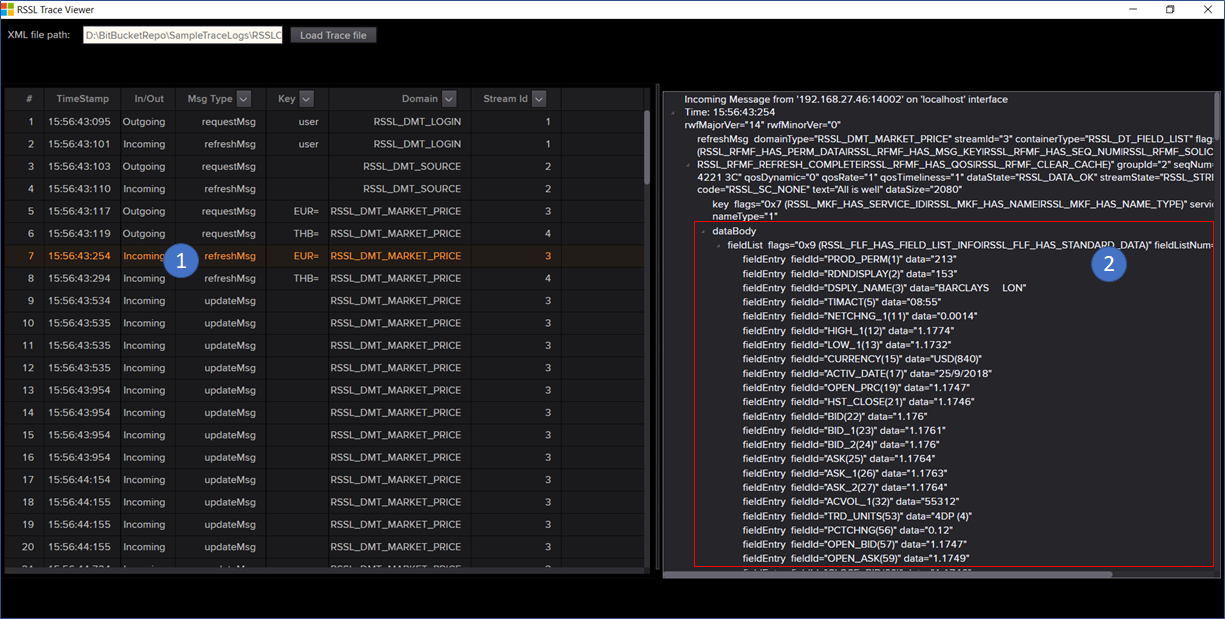 RSSL Trace Viewer
XML file path: D:\BitBucketRepo\SampleTraceLogs\RSSLC Load Trace file
# TimeStamp In/Out Msg Type Key Domain Stream Id
1 15:56:43:095 Outgoing requestMsg user RSSL_DMT_LOGIN 1
2 15:56:43:101 Incoming refreshMsg user RSSL_DMT_LOGIN 1
3 15:56:43:103 Outgoing requestMsg RSSL_DMT_SOURCE 2
4 15:56:43:110 Incoming refreshMsg RSSL_DMT_SOURCE 2
5 15:56:43:117 Outgoing requestMsg EUR= RSSL_DMT_MARKET_PRICE 3
6 15:56:43:119 Outgoing requestMsg THB= RSSL_DMT_MARKET_PRICE 4
7 15:56:43:254 Incoming refreshMsg EUR= RSSL_DMT_MARKET_PRICE 3
8 15:56:43:294 Incoming refreshMsg THB= RSSL_DMT_MARKET_PRICE 4
9 15:56:43:534 Incoming updateMsg RSSL_DMT_MARKET_PRICE 3
10 15:56:43:535 Incoming updateMsg RSSL_DMT_MARKET_PRICE 3
11 15:56:43:535 Incoming updateMsg RSSL_DMT_MARKET_PRICE 3
12 15:56:43:535 Incoming updateMsg RSSL_DMT_MARKET_PRICE 3
13 15:56:43:954 Incoming updateMsg RSSL_DMT_MARKET_PRICE 3
14 15:56:43:954 Incoming updateMsg RSSL_DMT_MARKET_PRICE 3
15 15:56:43:954 Incoming updateMsg RSSL_DMT_MARKET_PRICE 3
16 15:56:43:954 Incoming updateMsg RSSL_DMT_MARKET_PRICE 3
17 15:56:44:154 Incoming updateMsg RSSL_DMT_MARKET_PRICE 3
18 15:56:44:155 Incoming updateMsg RSSL_DMT_MARKET_PRICE 3
19 15:56:44:155 Incoming updateMsg RSSL_DMT_MARKET_PRICE 3
20 15:56:44:155 Incoming updateMsg RSSL_DMT_MARKET_PRICE 3
1
Incoming Message from '192.168.27.46:14002' on 'localhost' interface
Time: 15:56:43:254
rwfMajorVer="14" rwfMinorVer="0"
refreshMsg domainType="RSSL_DMT_MARKET_PRICE" streamId="3" containerType="RSSL_DT_FIELD_LIST" flag
(RSSL_RFMF_HAS_PERM_DATA|RSSL_RFMF_HAS_MSG_KEY|RSSL_RFMF_HAS_SEQ_NUM|RSSL_RFMF_SOLIC
RSSL_RFMF_REFRESH_COMPLETE|RSSL_RFMF_HAS_QOS|RSSL_RFMF_CLEAR_CACHE)" groupId="2" seqNum=
4221 3C" qosDynamic="0" qosRate="1" qosTimeliness="1" dataState="RSSL_DATA_OK" streamState="RSSL_STRE
code="RSSL_SC_NONE" text="All is well" dataSize="2080"
key flags="0x7 (RSSL_MKF_HAS_SERVICE_ID|RSSL_MKF_HAS_NAME|RSSL_MKF_HAS_NAME_TYPE)" servic
nameType="1"
dataBody
fieldList flags="0x9 (RSSL_FLF_HAS_FIELD_LIST_INFO|RSSL_FLF_HAS_STANDARD_DATA)" fieldListNum=
fieldEntry fieldId="PROD_PERM(1)" data="213"
fieldEntry fieldId="RDNDISPLAY(2)" data="153"
fieldEntry fieldId="DSPLY_NAME(3)" data="BARCLAYS LON"
fieldEntry fieldId="TIMACT(5)" data="08:55"
fieldEntry fieldId="NETCHNG_1(11)" data="0.0014"
fieldEntry fieldId="HIGH_1(12)" data="1.1774"
fieldEntry fieldId="LOW_1(13)" data="1.1732"
fieldEntry fieldId="CURRENCY(15)" data="USD(840)"
fieldEntry fieldId="ACTIV_DATE(17)" data="25/9/2018"
fieldEntry fieldId="OPEN_PRC(19)" data="1.1747"
fieldEntry fieldId="HST_CLOSE(21)" data="1.1746"
fieldEntry fieldId="BID(22)" data="1.176"
fieldEntry fieldId="BID_1(23)" data="1.1761"
fieldEntry fieldId="BID_2(24)" data="1.176"
fieldEntry fieldId="ASK(25)" data="1.1764"
fieldEntry fieldId="ASK_1(26)" data="1.1763"
fieldEntry fieldId="ASK_2(27)" data="1.1764"
fieldEntry fieldId="ACVOL_1(32)" data="55312"
fieldEntry fieldId="TRD_UNITS(53)" data="4DP (4)"
fieldEntry fieldId="PCTCHNG(56)" data="0.12"
fieldEntry fieldId="OPEN_BID(57)" data="1.1747"
fieldEntry fieldId="OPEN_ASK(59)" data="1.1749"
2